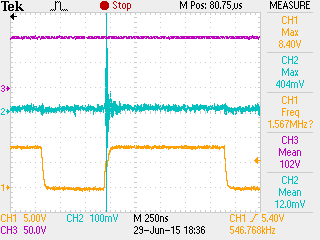 Tek Stop M Pos: 80.75us MEASURE
CH1
Max
8.40V
CH2
Max
404mV
CH1
Freq
1.567MHz?
CH3
Mean
102V
CH2
Mean
12.0mV
3
2
1
CH1 5.00V CH2 100mV M 250ns CH1 5.40V
CH3 50.0V 29-Jun-15 18:36 546.768kHz